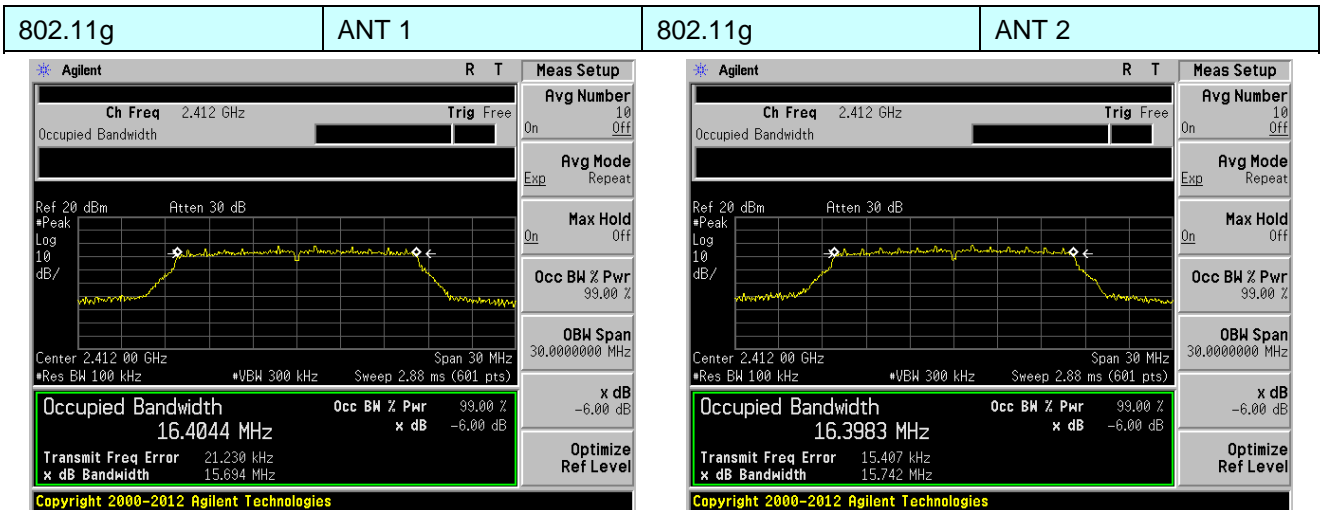 802.11g ANT 1 802.11g ANT 2
Agilent R T Meas Setup
Ch Freq 2.412 GHz Trig Free
Occupied Bandwidth
Avg Number
10
On Off
Avg Mode
Exp Repeat
Ref 20 dBm Atten 30 dB
#Peak
Log
10
dB/
Max Hold
On Off
Occ BW % Pwr
99.00 %
OBW Span
30.0000000 MHz
Center 2.412 00 GHz Span 30 MHz
#Res BW 100 kHz #VBW 300 kHz Sweep 2.88 ms (601 pts)
x dB
-6.00 dB
Occupied Bandwidth Occ BW % Pwr 99.00 %
16.4044 MHz x dB -6.00 dB
Transmit Freq Error 21.230 kHz
x dB Bandwidth 15.694 MHz
Optimize
Ref Level
Copyright 2000-2012 Agilent Technologies
Agilent R T Meas Setup
Ch Freq 2.412 GHz Trig Free
Occupied Bandwidth
Avg Number
10
On Off
Avg Mode
Exp Repeat
Ref 20 dBm Atten 30 dB
#Peak
Log
10
dB/
Max Hold
On Off
Occ BW % Pwr
99.00 %
OBW Span
30.0000000 MHz
Center 2.412 00 GHz Span 30 MHz
#Res BW 100 kHz #VBW 300 kHz Sweep 2.88 ms (601 pts)
x dB
-6.00 dB
Occupied Bandwidth Occ BW % Pwr 99.00 %
16.3983 MHz x dB -6.00 dB
Transmit Freq Error 15.407 kHz
x dB Bandwidth 15.742 MHz
Optimize
Ref Level
Copyright 2000-2012 Agilent Technologies